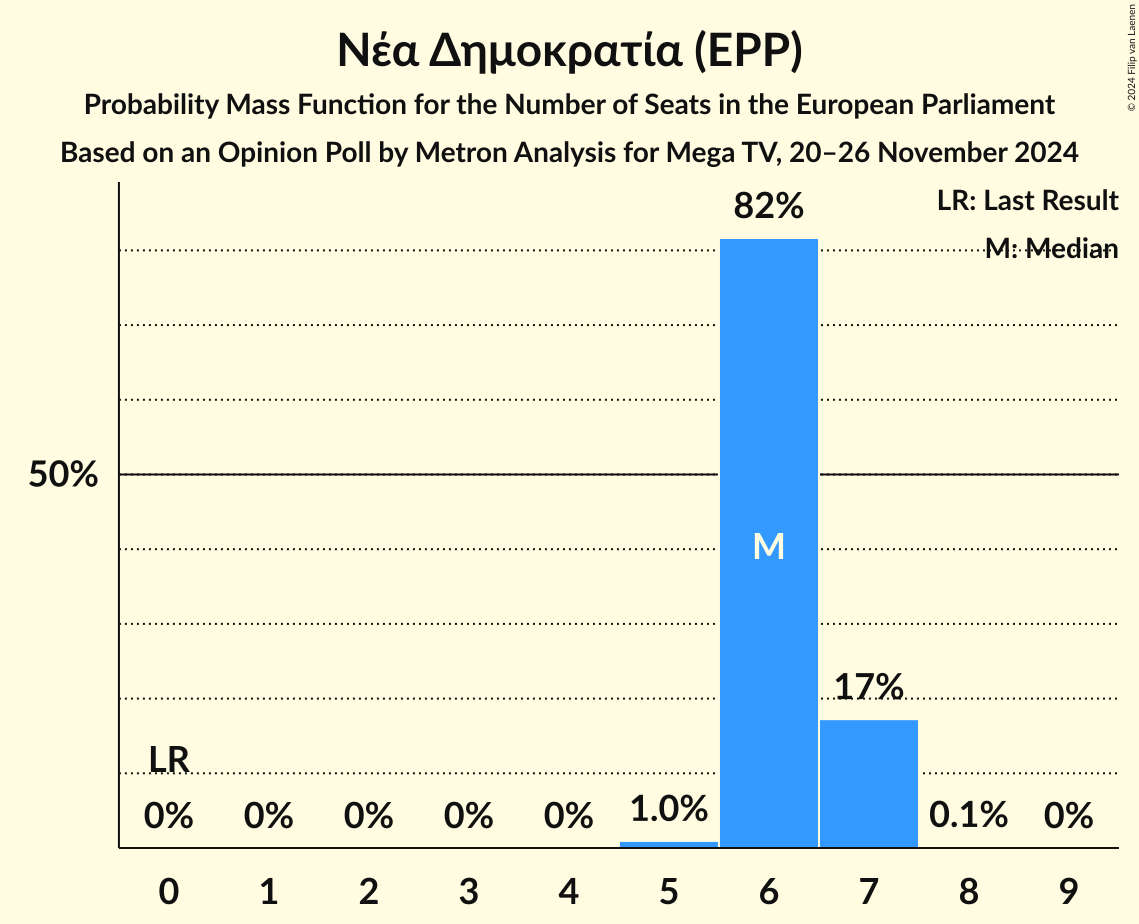 Νέα Δημοκρατία (EPP)
Probability Mass Function for the Number of Seats in the European Parliament
Based on an Opinion Poll by Metron Analysis for Mega TV, 20–26 November 2024
© 2024 Filip van Laenen
LR: Last Result
M: Median
82%
50%
M
17%
LR
0% 0% 0% 0% 0% 1.0% 0.1% 0%
0 1 2 3 4 5 6 7 8 9